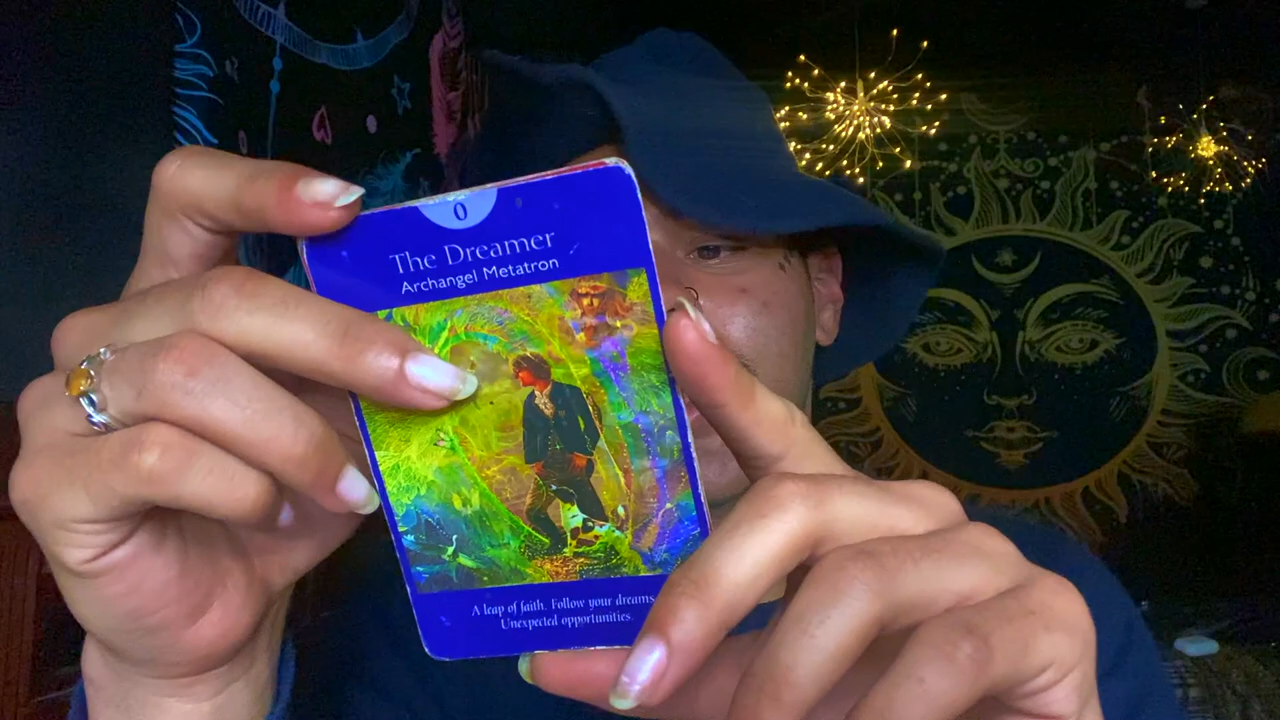 0
The Dreamer
Archangel Metatron
A leap of faith. Follow your dreams
Unexpected opportunities.